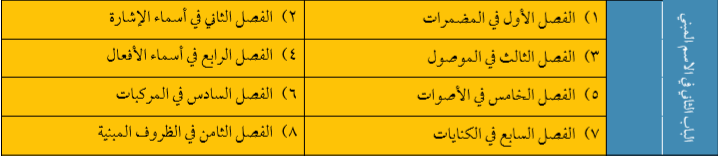 الباب الثاني في الاسم المبني
١) الفصل الأول في المضمرات
٢) الفصل الثاني في أسماء الإشارة
٣) الفصل الثالث في الموصول
٤) الفصل الرابع في أسماء الأفعال
٥) الفصل الخامس في الأصوات
٦) الفصل السادس في المركبات
٧) الفصل السابع في الكنايات
٨) الفصل الثامن في الظروف المبنية